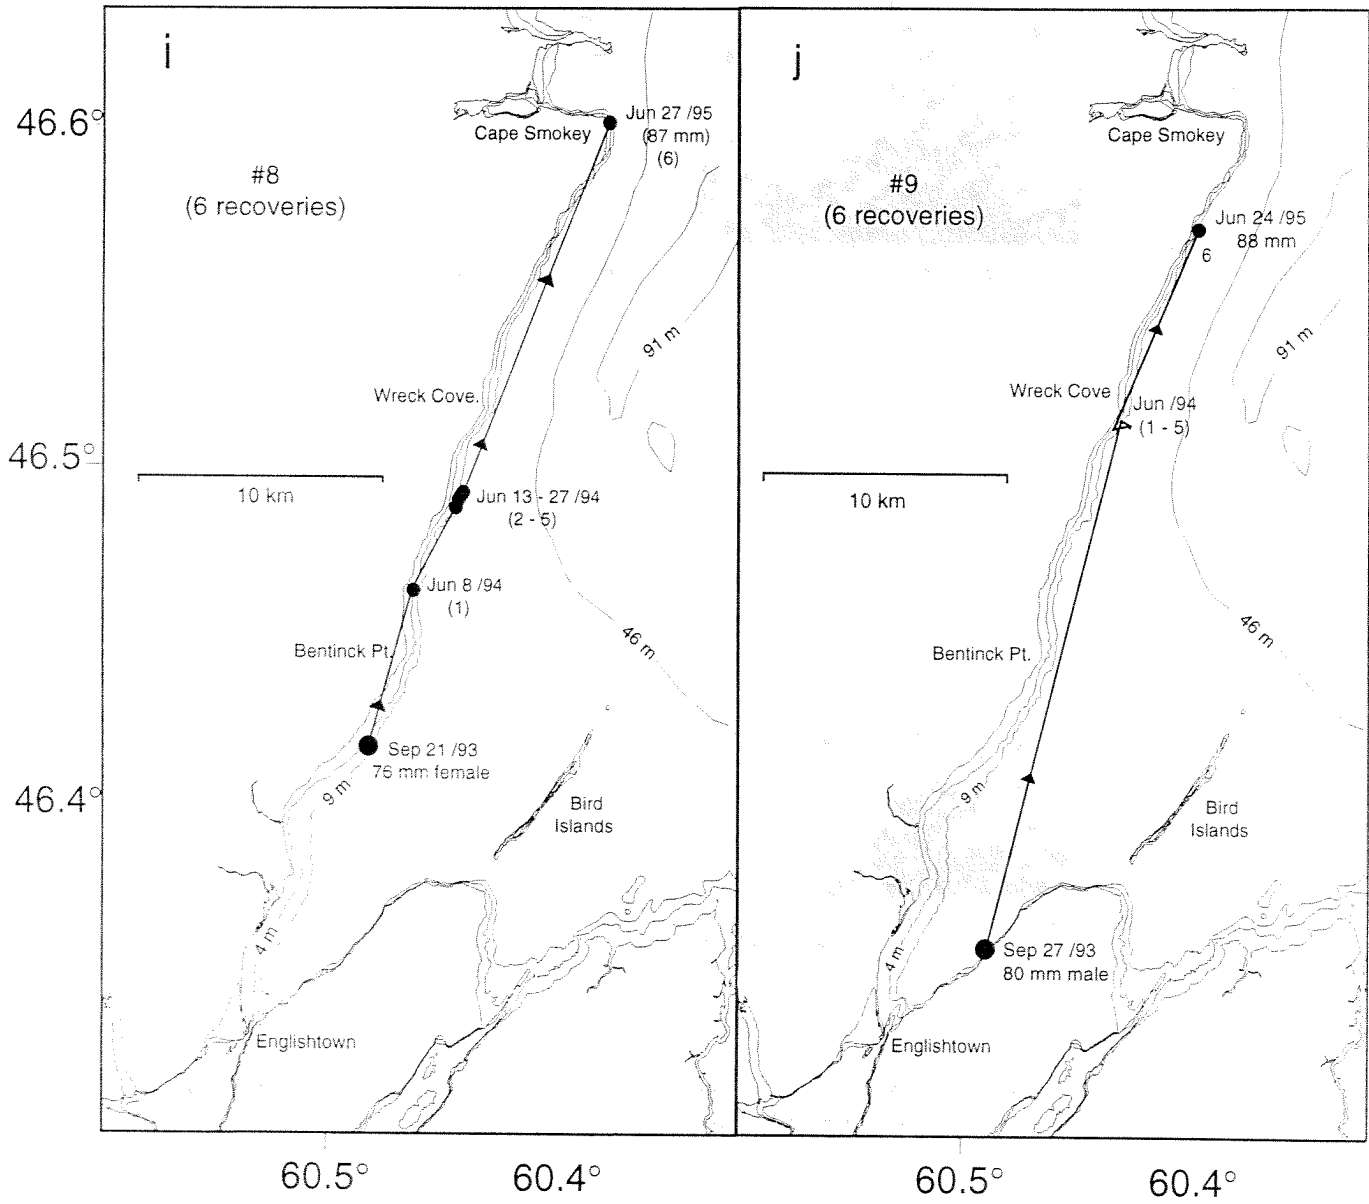 i
46.6°
46.5°
46.4°
#8
(6 recoveries)
Cape Smokey
Jun 27 /95
(87 mm)
(6)
91 m
Wreck Cove.
10 km
Jun 13 - 27 /94
(2 - 5)
Jun 8 /94
(1)
46 m
Bentinck Pt.
Sep 21 /93
76 mm female
9 m
Bird
Islands
4 m
Englishtown
60.5°
60.4°
j
#9
(6 recoveries)
Cape Smokey
Jun 24 /95
88 mm
6
91 m
Wreck Cove
Jun /94
(1 - 5)
10 km
46 m
Bentinck Pt.
9 m
Bird
Islands
4 m
Sep 27 /93
80 mm male
Englishtown
60.5°
60.4°